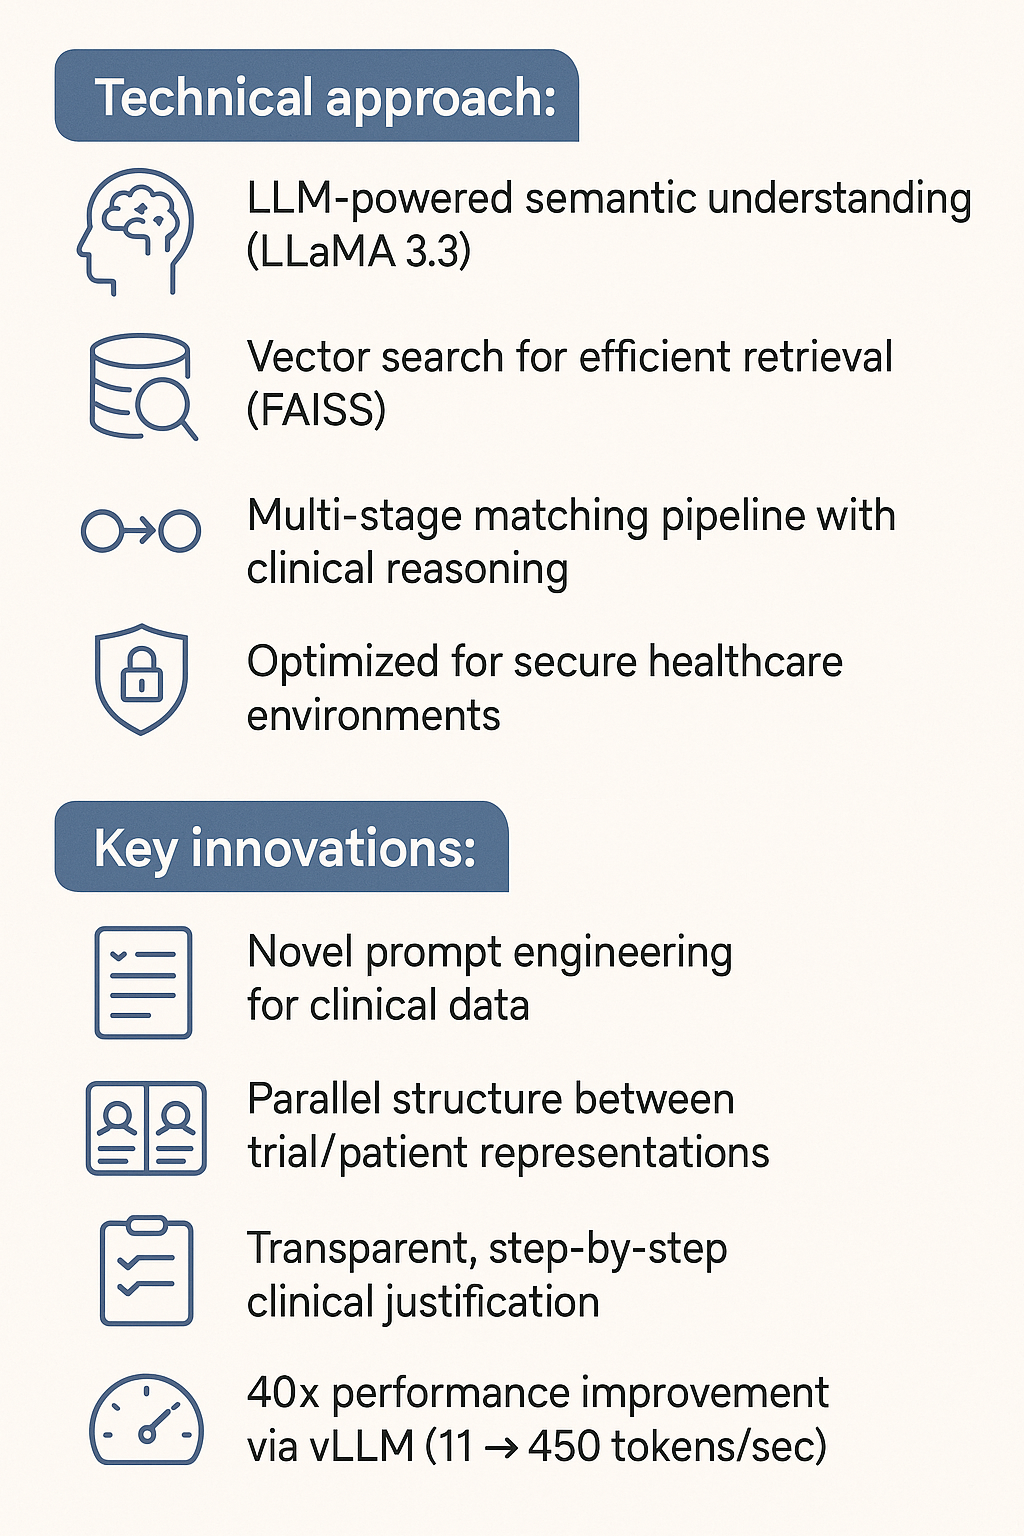 Technical approach:
LLM-powered semantic understanding
(LLaMA 3.3)
Vector search for efficient retrieval
(FAISS)
Multi-stage matching pipeline with
clinical reasoning
Optimized for secure healthcare
environments
Key innovations:
Novel prompt engineering
for clinical data
Parallel structure between
trial/patient representations
Transparent, step-by-step
clinical justification
40x performance improvement
via vLLM (11 → 450 tokens/sec)